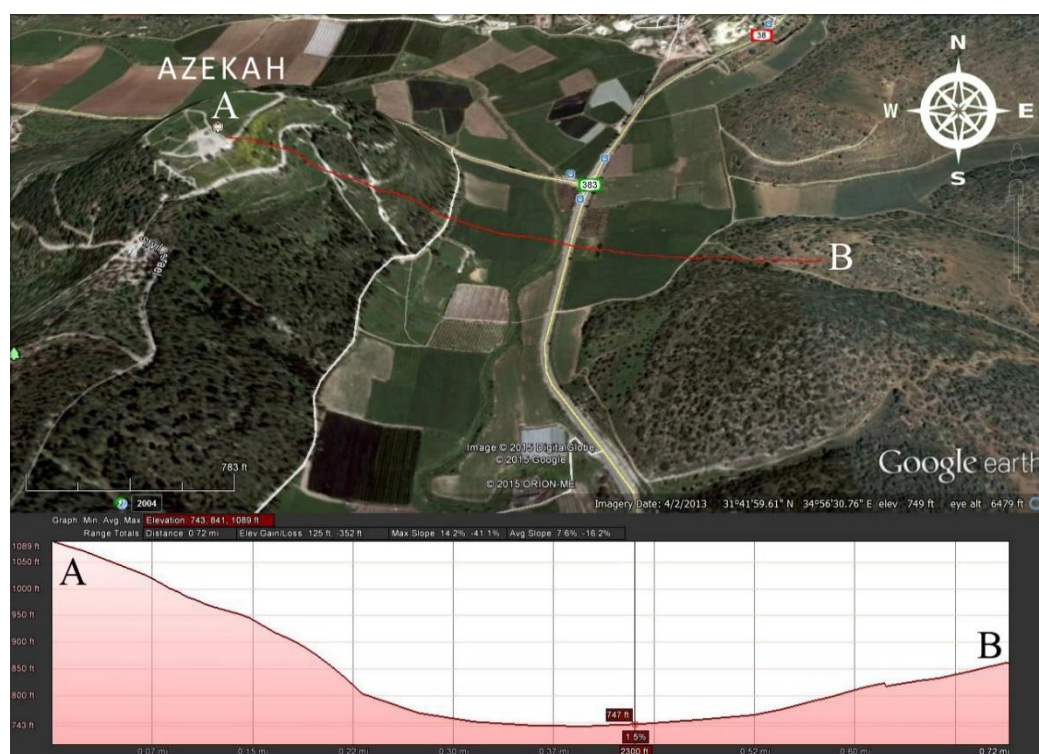 38
AZEKAH
A
N
W E
S
383
B
Image © 2015 DigitalGlobe
© 2015 Google
© 2015 ORION-ME
Google earth
783 ft
2004
Imagery Date: 4/2/2013 31°41'59.61" N 34°56'30.76" E elev 749 ft eye alt 6479 ft
Graph Min, Avg, Max Elevation 743, 841, 1089 ft
Range Totals Distance 0.72 mi Elev Gain/Loss 125 ft, -352 ft Max Slope 14.2%, -41.1% Avg Slope 7.6%, -16.2%
1089 ft
1050 ft
1000 ft
950 ft
900 ft
850 ft
800 ft
743 ft
A
B
747 ft
1.5%
0.07 mi 0.15 mi 0.22 mi 0.30 mi 0.37 mi 2300 ft 0.52 mi 0.60 mi 0.72 mi